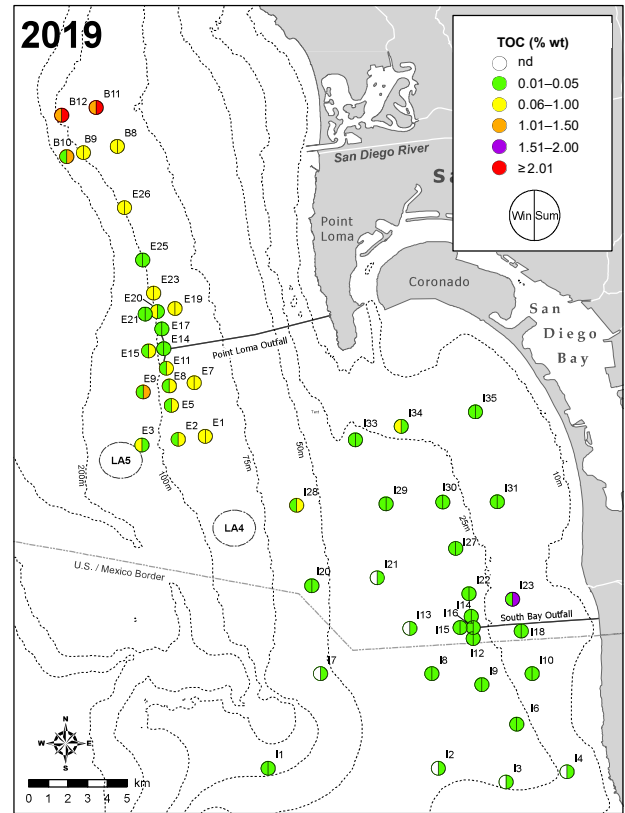 2019
TOC (% wt)
nd
0.01–0.05
0.06–1.00
1.01–1.50
1.51–2.00
≥2.01
Win Sum
San Diego River
S
Point
Loma
Coronado
San
Diego
Bay
B12
B11
B10
B9
B8
E26
E25
E23
E20
E19
E21
E17
E14
E15
Point Loma Outfall
E11
E9
E8
E7
E5
E3
E2
E1
LA5
LA4
200m
100m
75m
50m
25m
10m
I35
I34
I33
I28
I29
I30
I31
I27
I21
I20
I22
I23
I14
I16
I13
I15
I18
South Bay Outfall
I12
U.S. / Mexico Border
I7
I8
I9
I10
I6
I1
I2
I3
I4
N
W E
S
km
0 1 2 3 4 5